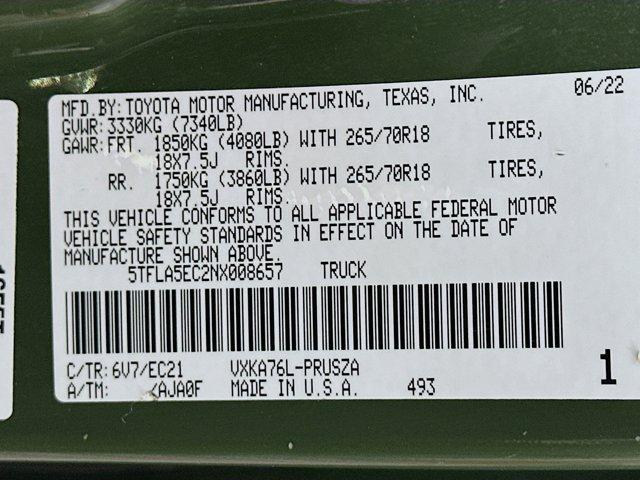 MFD.BY:TOYOTA MOTOR MANUFACTURING, TEXAS, INC. 06/22
GVWR:3330KG (7340LB)
GAWR:FRT. 1850KG (4080LB) WITH 265/70R18 TIRES,
18X7.5J RIMS.
RR. 1750KG (3860LB) WITH 265/70R18 TIRES,
18X7.5J RIMS.
THIS VEHICLE CONFORMS TO ALL APPLICABLE FEDERAL MOTOR
VEHICLE SAFETY STANDARDS IN EFFECT ON THE DATE OF
MANUFACTURE SHOWN ABOVE.
5TFLA5EC2NX008657 TRUCK
C/TR:6V7/EC21 VXKA76L-PRUSZA
A/TM: AJA0F MADE IN U.S.A. 493
1